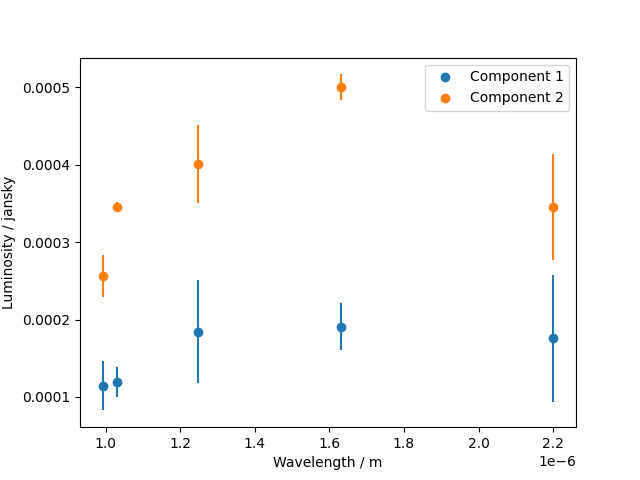 Component 1
Component 2
0.0005
0.0004
0.0003
0.0002
0.0001
Luminosity / jansky
1.0 1.2 1.4 1.6 1.8 2.0 2.2
1e−6
Wavelength / m